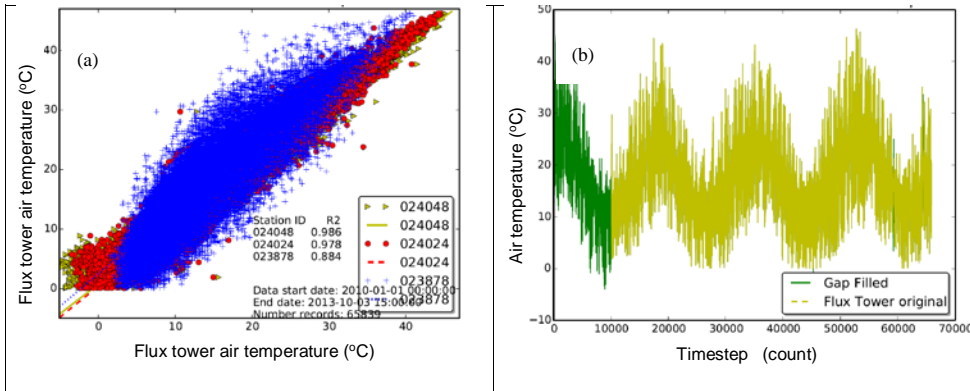 (a)
Flux tower air temperature (°C)
40
30
20
10
0
0
10
20
30
40
Flux tower air temperature (°C)
Station ID R2
024048 0.986
024024 0.978
023878 0.884
Data start date: 2010-01-01 00:00:00
End date: 2013-10-03 15:00:00
Number records: 65839
024048
024048
024024
024024
023878
023878
(b)
Air temperature (°C)
50
40
30
20
10
0
−10
0
10000
20000
30000
40000
50000
60000
70000
Gap Filled
Flux Tower original
Timestep (count)